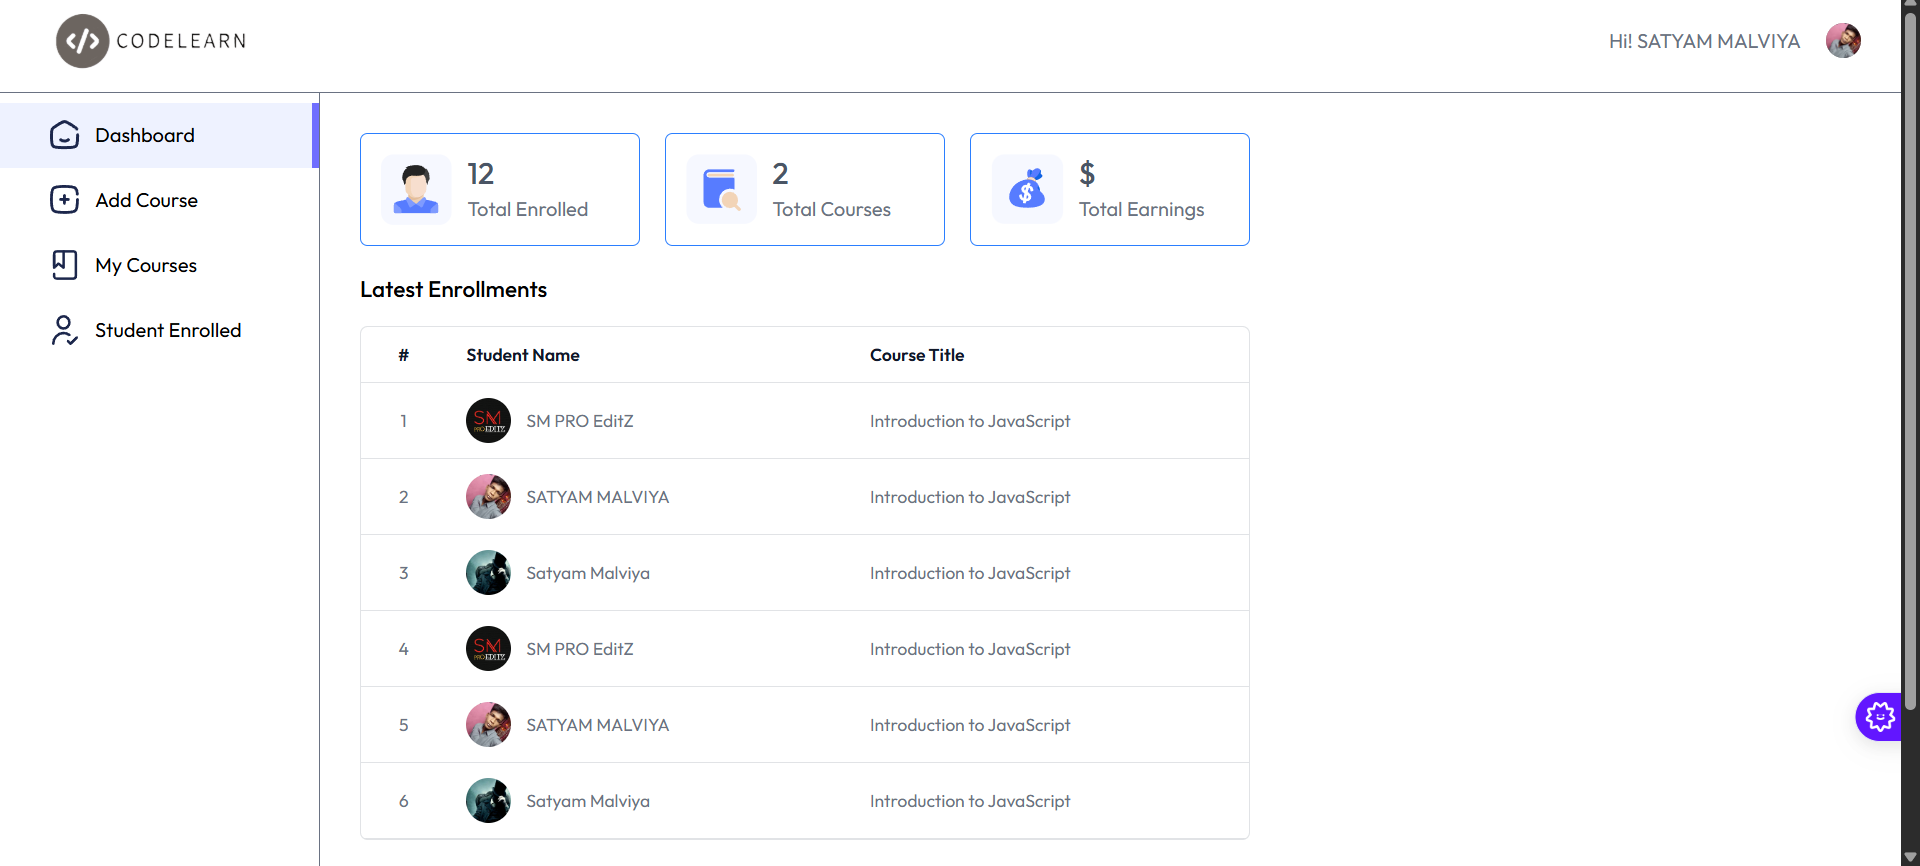 CODELEARN
Hi! SATYAM MALVIYA
Dashboard
Add Course
My Courses
Student Enrolled
12
Total Enrolled
2
Total Courses
$
Total Earnings
Latest Enrollments
# Student Name Course Title
1 SM PRO EditZ Introduction to JavaScript
2 SATYAM MALVIYA Introduction to JavaScript
3 Satyam Malviya Introduction to JavaScript
4 SM PRO EditZ Introduction to JavaScript
5 SATYAM MALVIYA Introduction to JavaScript
6 Satyam Malviya Introduction to JavaScript